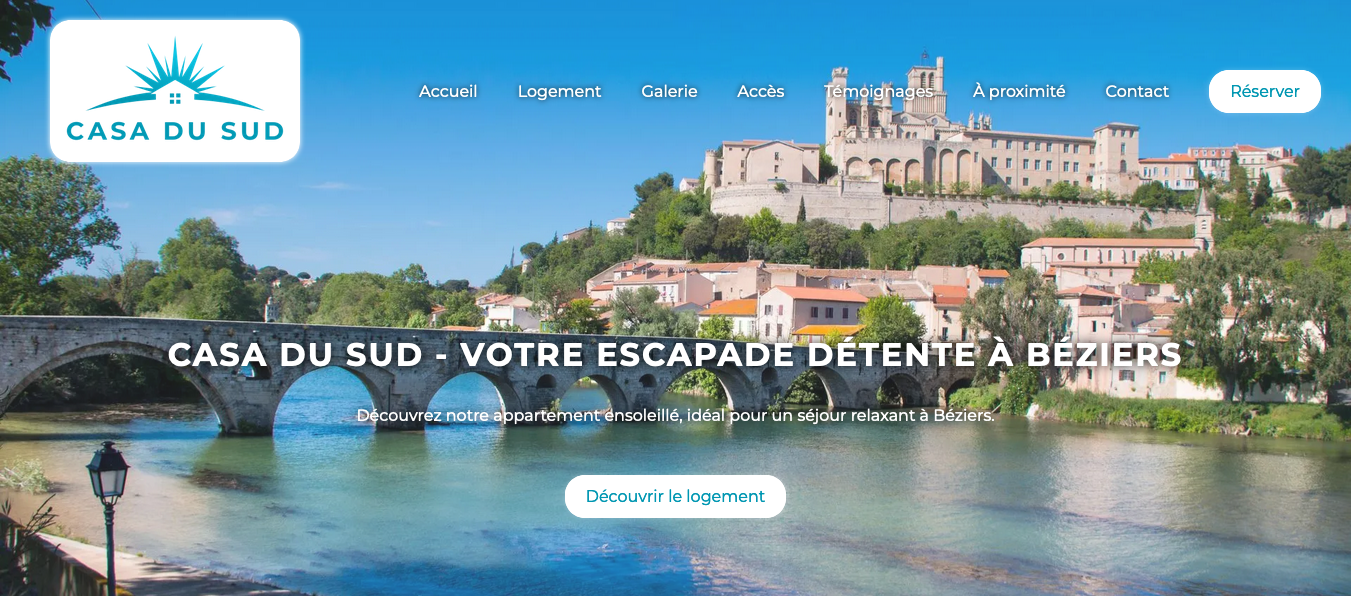 CASA DU SUD
Accueil Logement Galerie Accès Témoignages À proximité Contact Réserver
CASA DU SUD - VOTRE ESCAPADE DÉTENTE À BÉZIERS
Découvrez notre appartement ensoleillé, idéal pour un séjour relaxant à Béziers.
Découvrir le logement